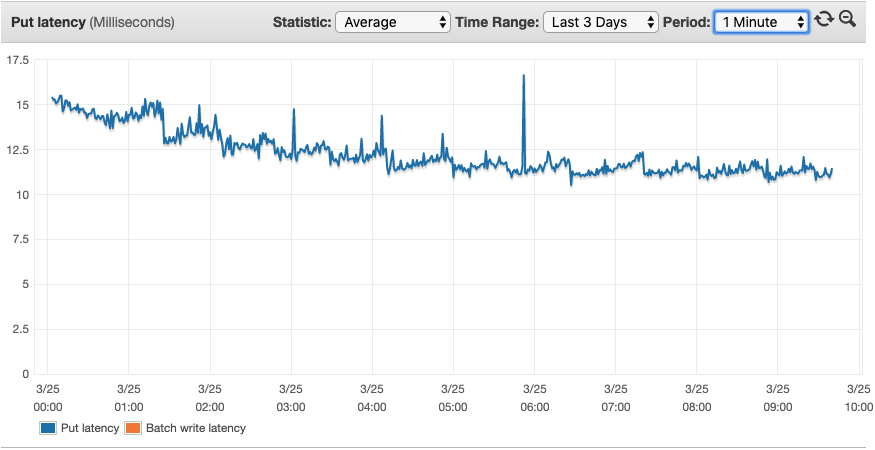 Put latency (Milliseconds) Statistic: Average Time Range: Last 3 Days Period: 1 Minute
17.5
15
12.5
10
7.5
5
2.5
0
3/25 3/25 3/25 3/25 3/25 3/25 3/25 3/25 3/25 3/25 3/25
00:00 01:00 02:00 03:00 04:00 05:00 06:00 07:00 08:00 09:00 10:00
Put latency Batch write latency